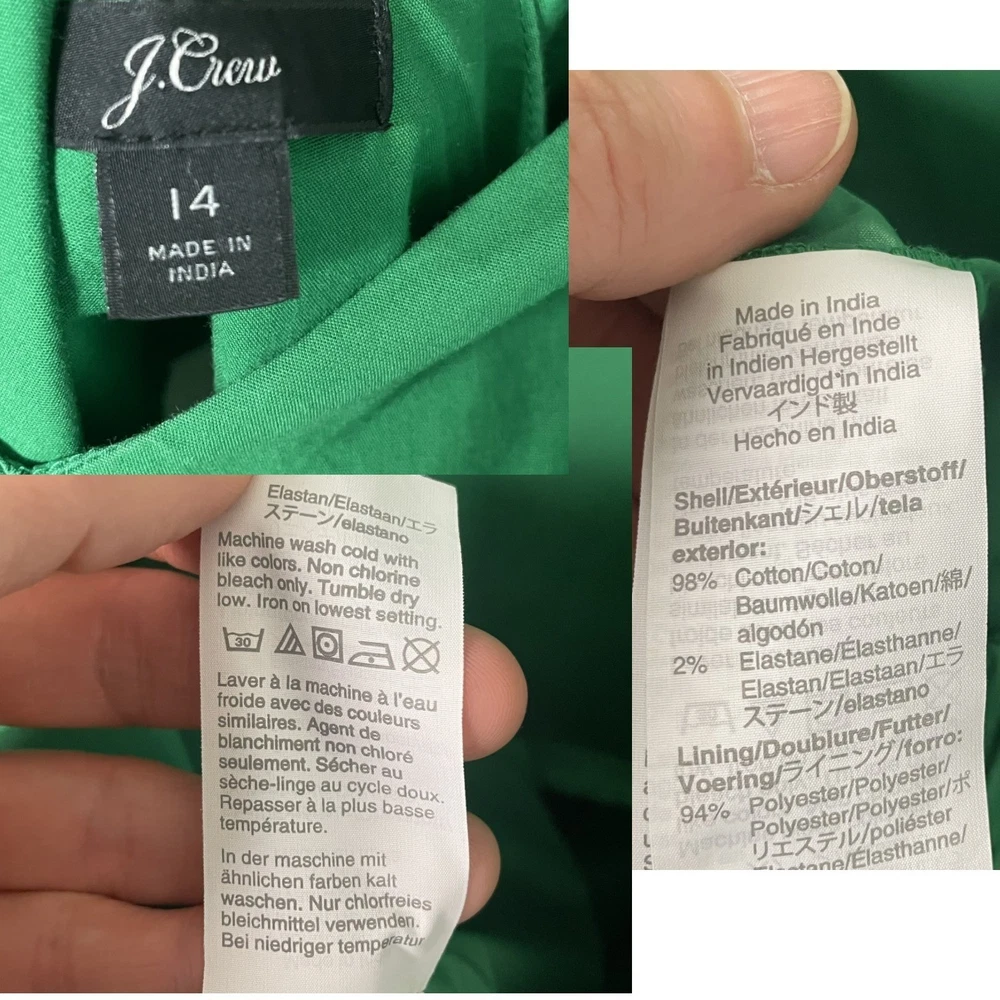 J.Crew
14
MADE IN
INDIA
Made in India
Fabriqué en Inde
in Indien Hergestellt
Vervaardigd in India
インド製
Hecho en India
Shell/Extérieur/Oberstoff/
Buitenkant/シェル/tela
exterior:
98% Cotton/Coton/
Baumwolle/Katoen/綿/
algodón
2% Elastane/Élasthanne/
Elastan/Elastaan/エラ
ステーン/elastano
Lining/Doublure/Futter/
Voering/ライニング/forro:
94% Polyester/Polyester/
Polyester/Polyester/ポ
リエステル/poliéster
Elastane/Élasthanne/
Elastan/Elastaan/エラ
ステーン/elastano
Machine wash cold with
like colors. Non chlorine
bleach only. Tumble dry
low. Iron on lowest setting.
30
Laver à la machine à l'eau
froide avec des couleurs
similaires. Agent de
blanchiment non chloré
seulement. Sécher au
sèche-linge au cycle doux.
Repasser à la plus basse
température.
In der maschine mit
ähnlichen farben kalt
waschen. Nur chlorfreies
bleichmittel verwenden.
Bei niedriger temperatur